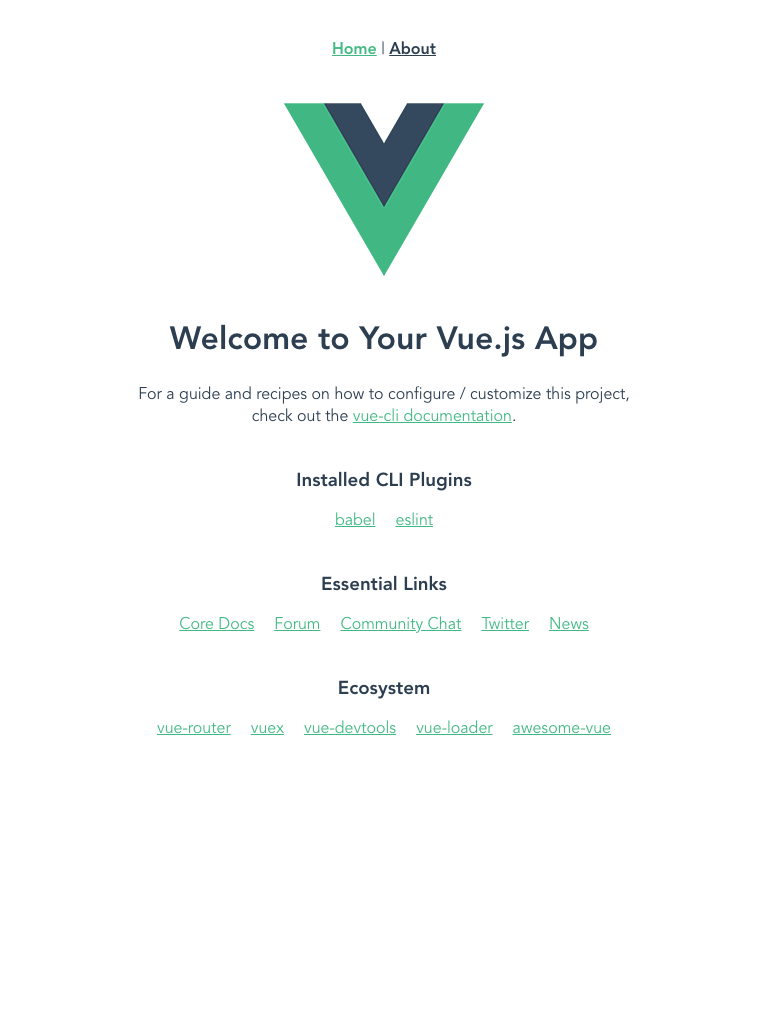 Home | About
Welcome to Your Vue.js App
For a guide and recipes on how to configure / customize this project,
check out the vue-cli documentation.
Installed CLI Plugins
babel eslint
Essential Links
Core Docs Forum Community Chat Twitter News
Ecosystem
vue-router vuex vue-devtools vue-loader awesome-vue